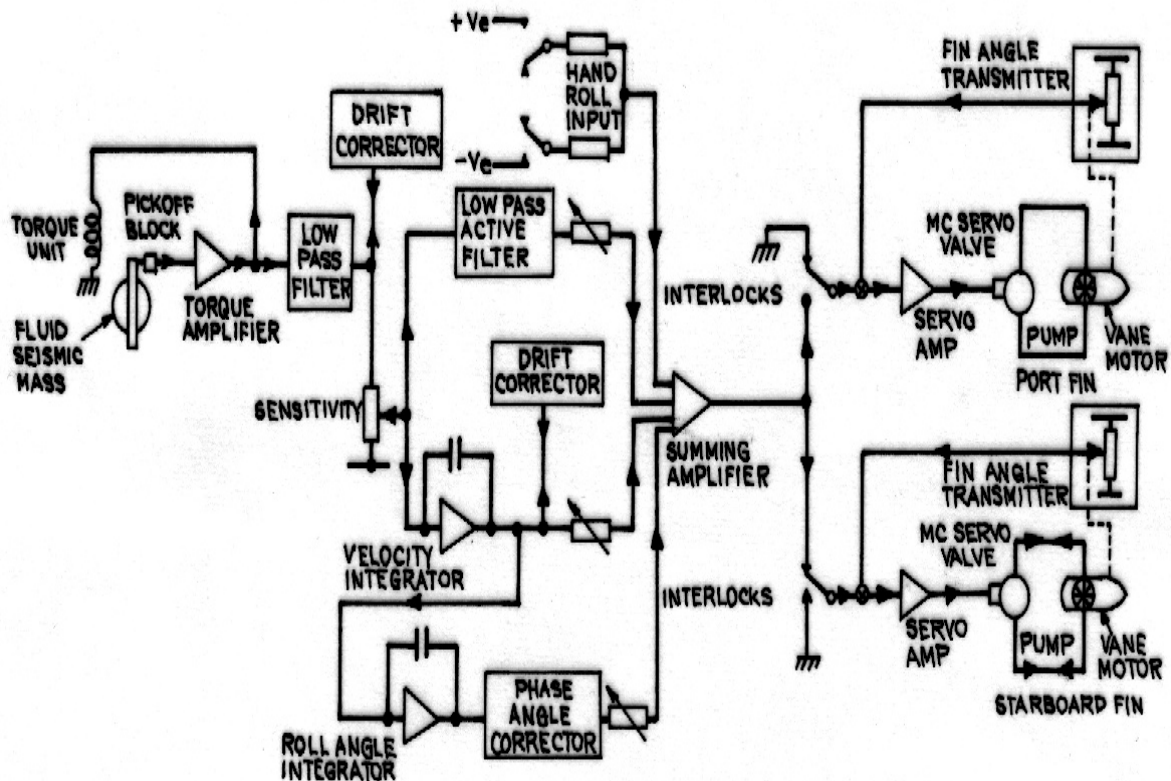 +Ve
HAND
ROLL
INPUT
-Ve
FIN ANGLE
TRANSMITTER
DRIFT
CORRECTOR
TORQUE
UNIT
PICKOFF
BLOCK
LOW
PASS
FILTER
TORQUE
AMPLIFIER
FLUID
SEISMIC
MASS
LOW PASS
ACTIVE
FILTER
MC SERVO
VALVE
INTERLOCKS
SERVO
AMP
PUMP
VANE
MOTOR
PORT FIN
DRIFT
CORRECTOR
SENSITIVITY
SUMMING
AMPLIFIER
FIN ANGLE
TRANSMITTER
VELOCITY
INTEGRATOR
MC SERVO
VALVE
INTERLOCKS
SERVO
AMP
PUMP
VANE
MOTOR
STARBOARD FIN
PHASE
ANGLE
CORRECTOR
ROLL ANGLE
INTEGRATOR